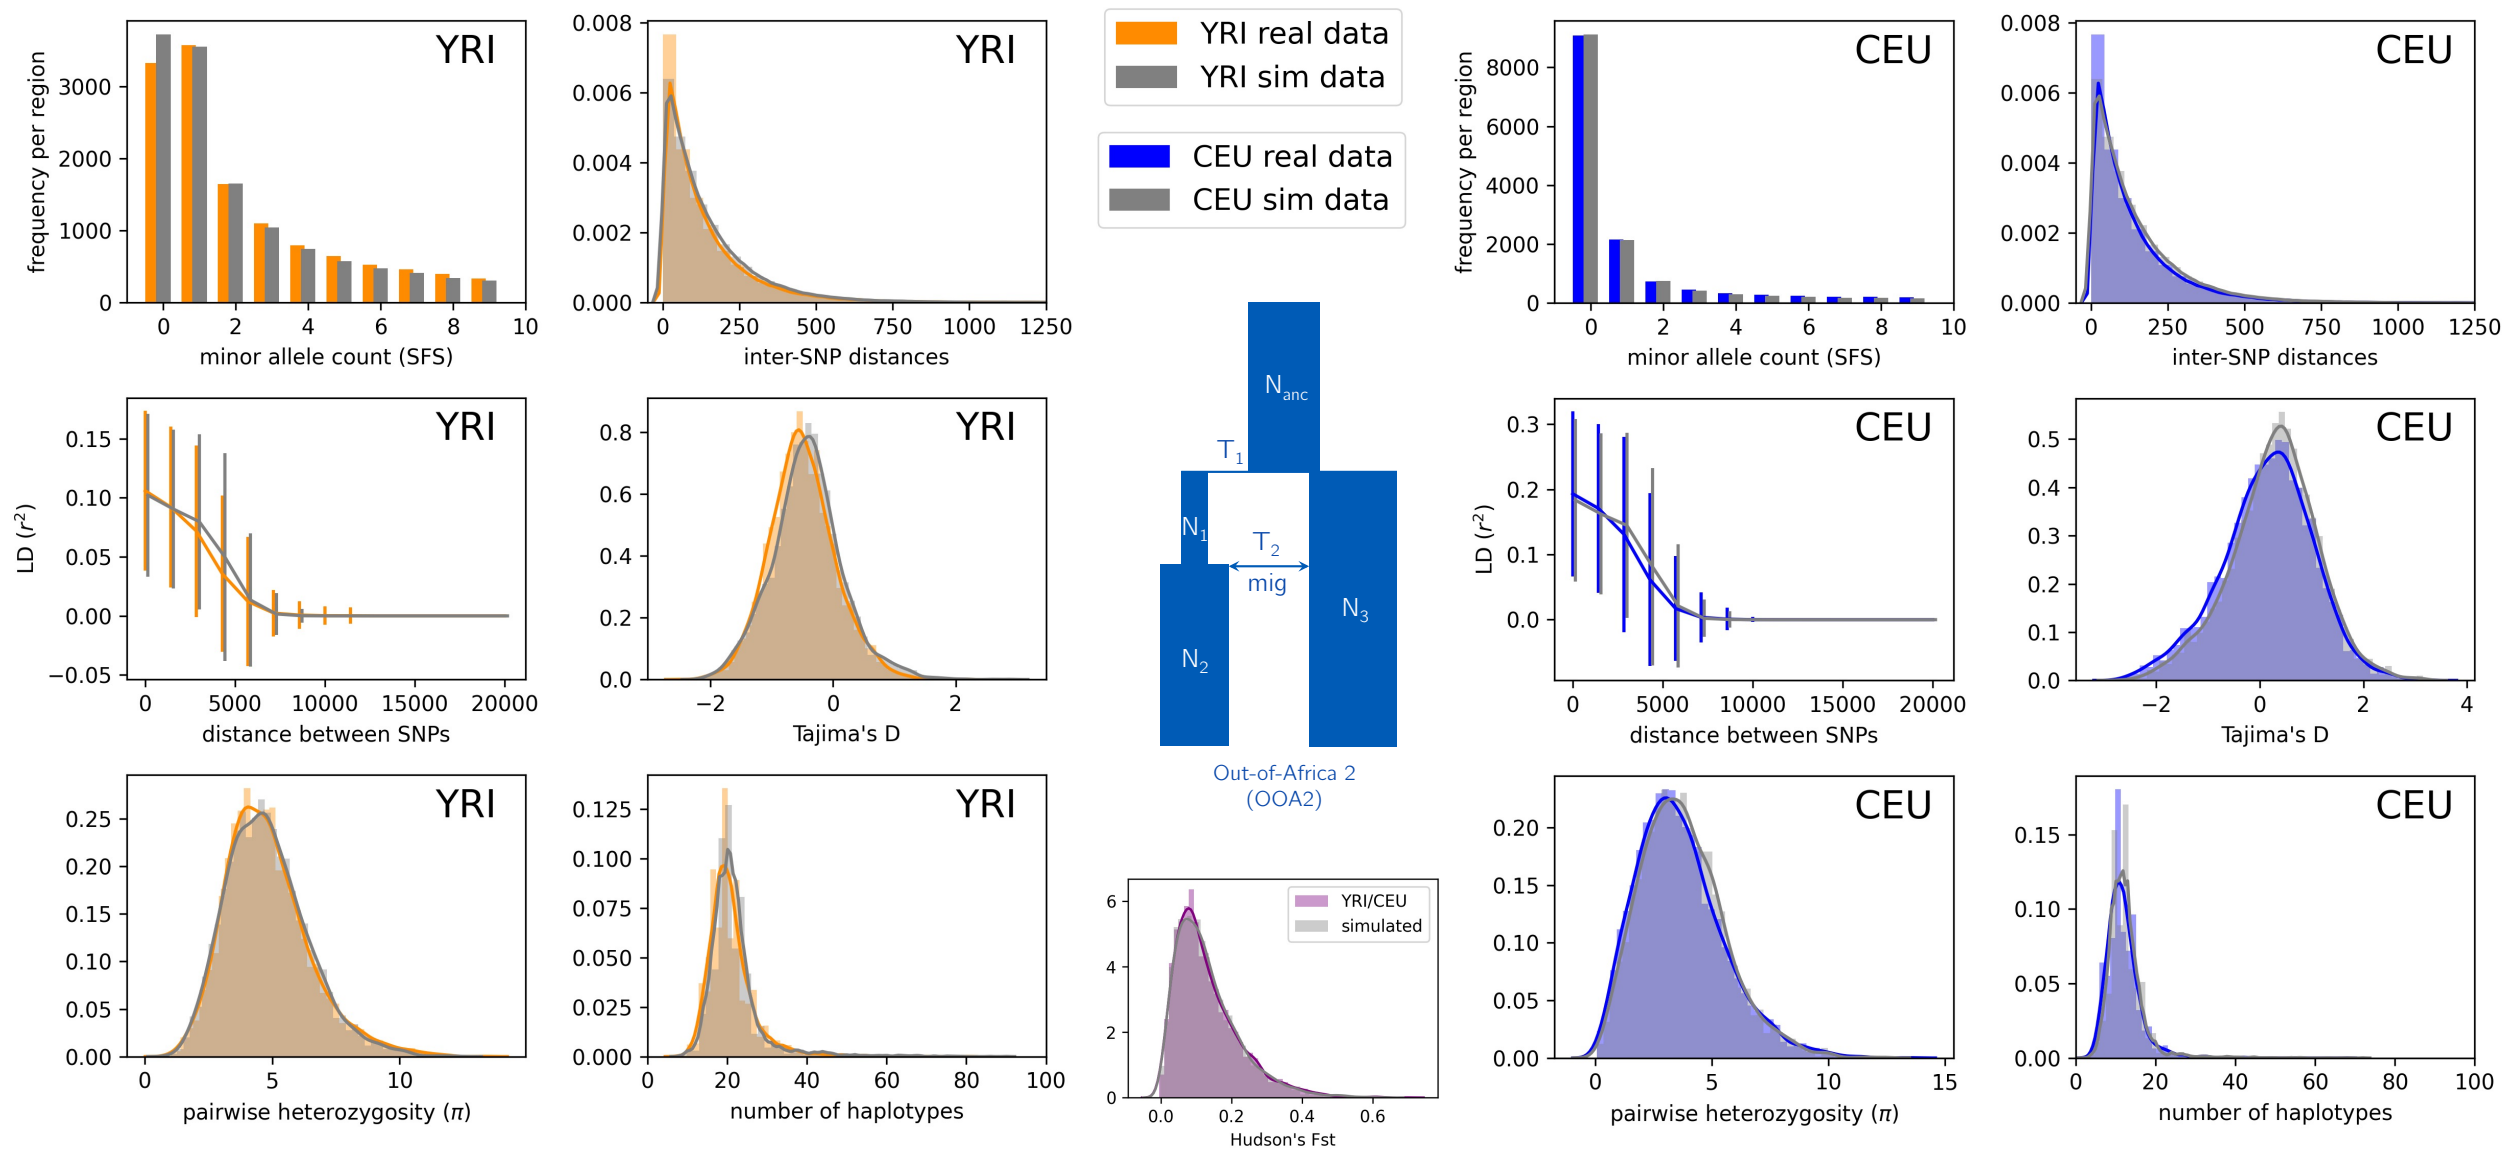 YRI
frequency per region
0
1000
2000
3000
0 2 4 6 8 10
minor allele count (SFS)
YRI
0.008
0.006
0.004
0.002
0.000
0 250 500 750 1000 1250
inter-SNP distances
YRI real data
YRI sim data
CEU real data
CEU sim data
CEU
frequency per region
8000
6000
4000
2000
0
0 2 4 6 8 10
minor allele count (SFS)
CEU
0.008
0.006
0.004
0.002
0.000
0 250 500 750 1000 1250
inter-SNP distances
YRI
LD (r²)
0.15
0.10
0.05
0.00
−0.05
0 5000 10000 15000 20000
distance between SNPs
YRI
0.8
0.6
0.4
0.2
0.0
−2 0 2
Tajima's D
N_anc
T_1
N_1
T_2
mig
N_2
N_3
Out-of-Africa 2
(OOA2)
CEU
LD (r²)
0.3
0.2
0.1
0.0
0 5000 10000 15000 20000
distance between SNPs
CEU
0.5
0.4
0.3
0.2
0.1
0.0
−2 0 2 4
Tajima's D
YRI
0.25
0.20
0.15
0.10
0.05
0.00
0 5 10
pairwise heterozygosity (π)
YRI
0.125
0.100
0.075
0.050
0.025
0.000
0 20 40 60 80 100
number of haplotypes
YRI/CEU
simulated
6
4
2
0
0.0 0.2 0.4 0.6
Hudson's Fst
CEU
0.20
0.15
0.10
0.05
0.00
0 5 10 15
pairwise heterozygosity (π)
CEU
0.15
0.10
0.05
0.00
0 20 40 60 80 100
number of haplotypes